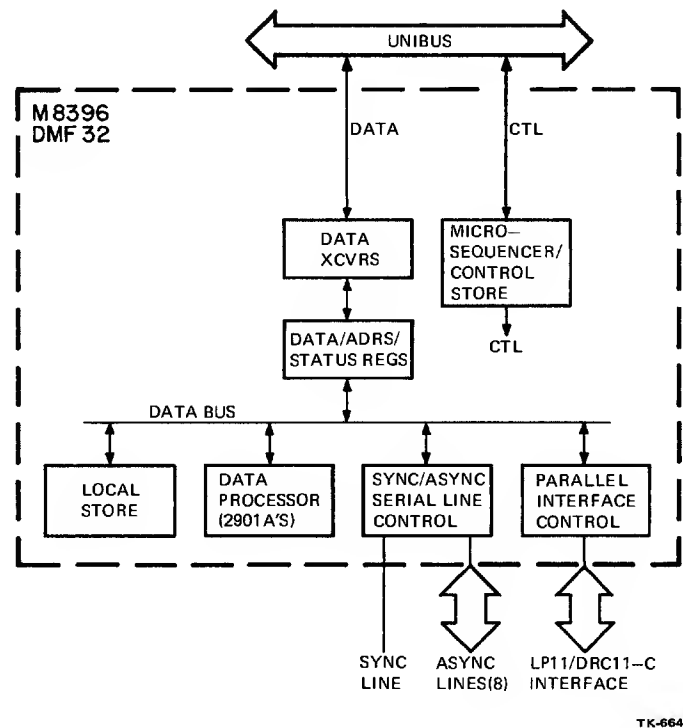 UNIBUS
M8396
DMF 32
DATA
CTL
DATA
XCVRS
MICRO-
SEQUENCER/
CONTROL
STORE
DATA/ADRS/
STATUS REGS
CTL
DATA BUS
LOCAL
STORE
DATA
PROCESSOR
(2901A'S)
SYNC/ASYNC
SERIAL LINE
CONTROL
PARALLEL
INTERFACE
CONTROL
SYNC
LINE
ASYNC
LINES(8)
LP11/DRC11-C
INTERFACE
TK-664